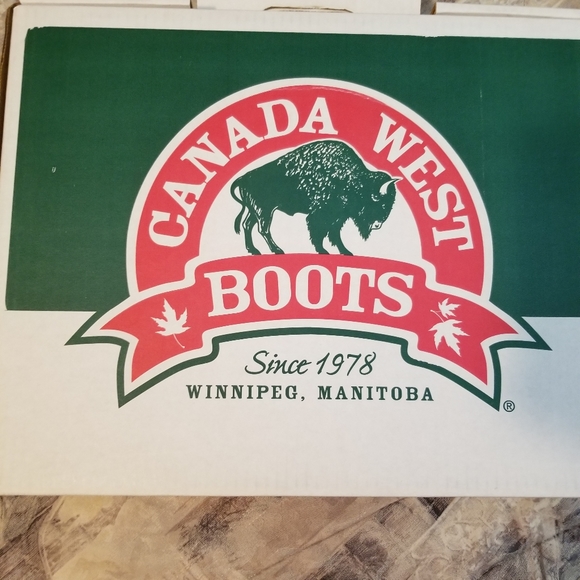 CANADA WEST
BOOTS
Since 1978
WINNIPEG, MANITOBA
®